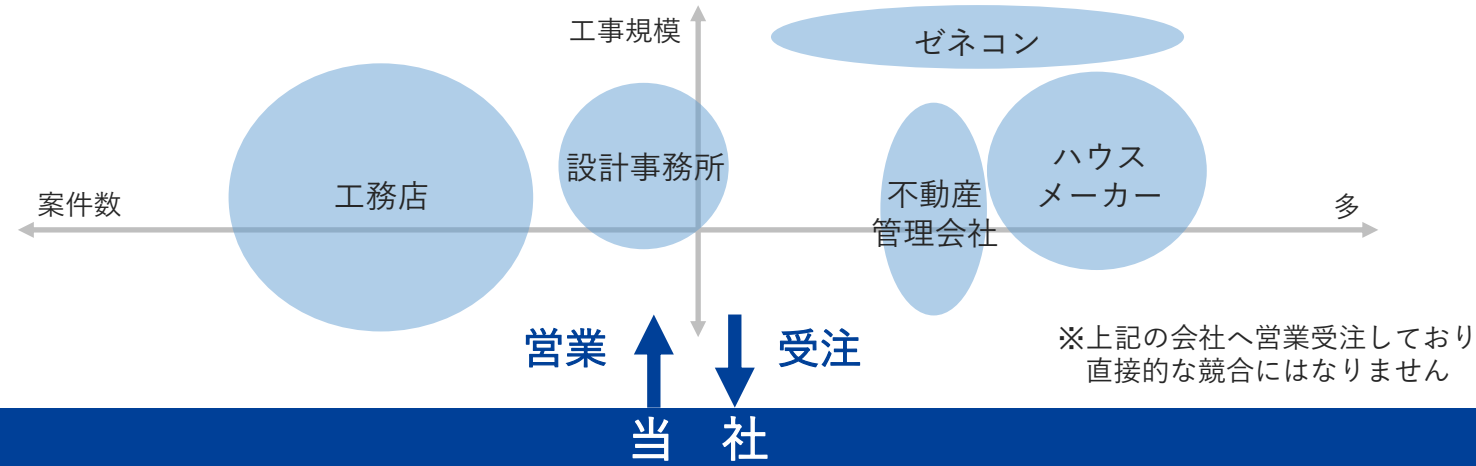 工事規模
ゼネコン
ハウス
メーカー
設計事務所
工務店
不動産
管理会社
案件数
多
営業
受注
※上記の会社へ営業受注しており
直接的な競合にはなりません
当 社